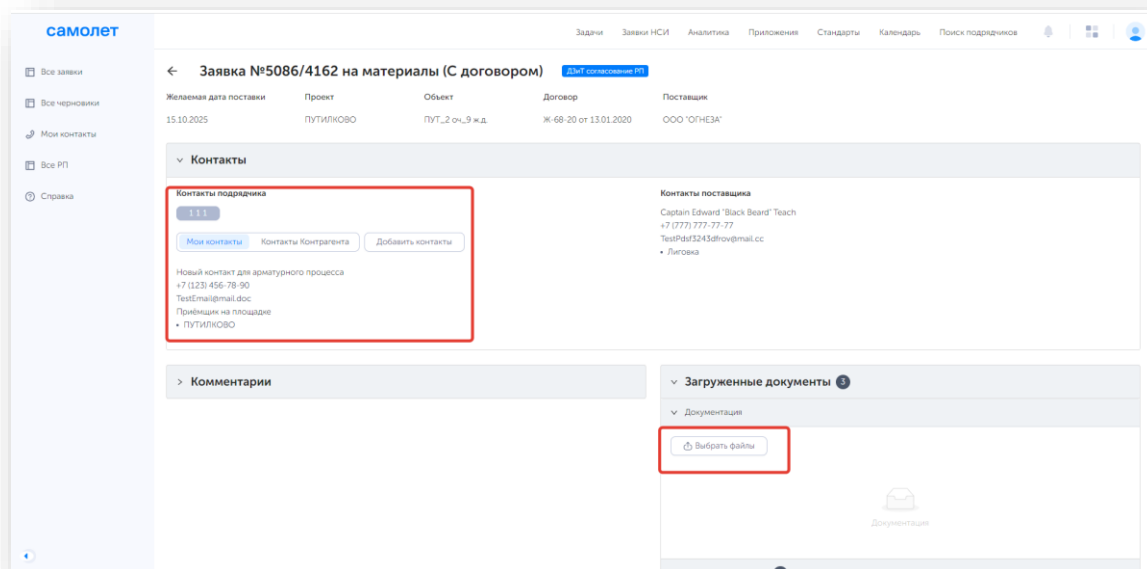 самолет
Задачи Заявки НСИ Аналитика Приложения Стандарты Календарь Поиск подрядчиков
Все заявки
Все черновики
Мои контакты
Все РП
Справка
Заявка №5086/4162 на материалы (С договором) ДЗиТ согласование РП
Желаемая дата поставки Проект Объект Договор Поставщик
15.10.2025 ПУТИЛКОВО ПУТ_2 оч_9 ж.д. Ж-68-20 от 13.01.2020 ООО "ОГНЕЗА"
Контакты
Контакты подрядчика
1 1 1
Мои контакты Контакты Контрагента Добавить контакты
Новый контакт для арматурного процесса
+7 (123) 456-78-90
TestEmail@mail.doc
Приёмщик на площадке
• ПУТИЛКОВО
Контакты поставщика
Captain Edward "Black Beard" Teach
+7 (777) 777-77-77
TestPdsf3243dfrov@mail.cc
• Лиговка
Комментарии
Загруженные документы 3
Документация
Выбрать файлы
Документация